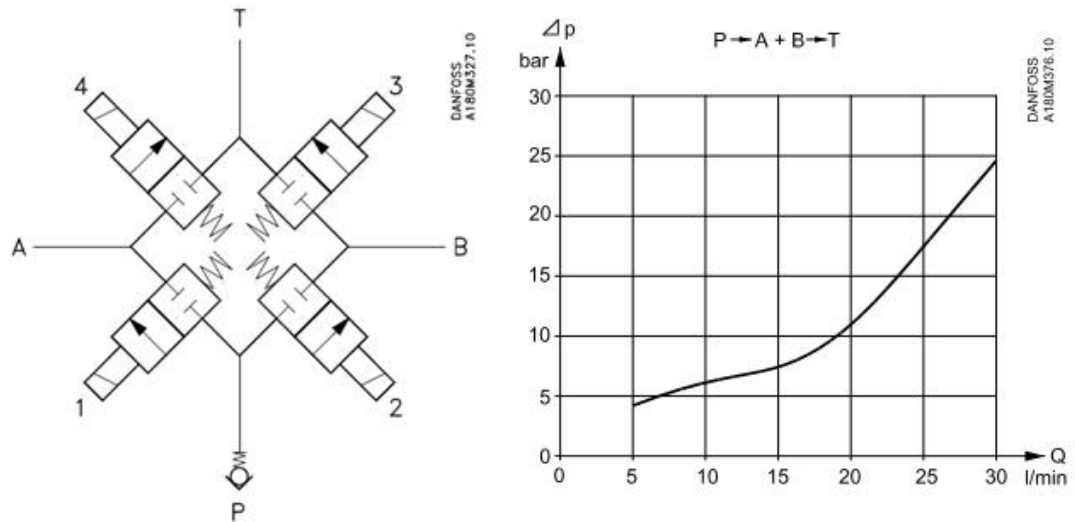 T
4
3
DANFOSS
A180M327.10
A
B
1
2
P
⊿p
bar
P→A + B→T
DANFOSS
A180M376.10
30
25
20
15
10
5
0
0 5 10 15 20 25 30
Q
l/min